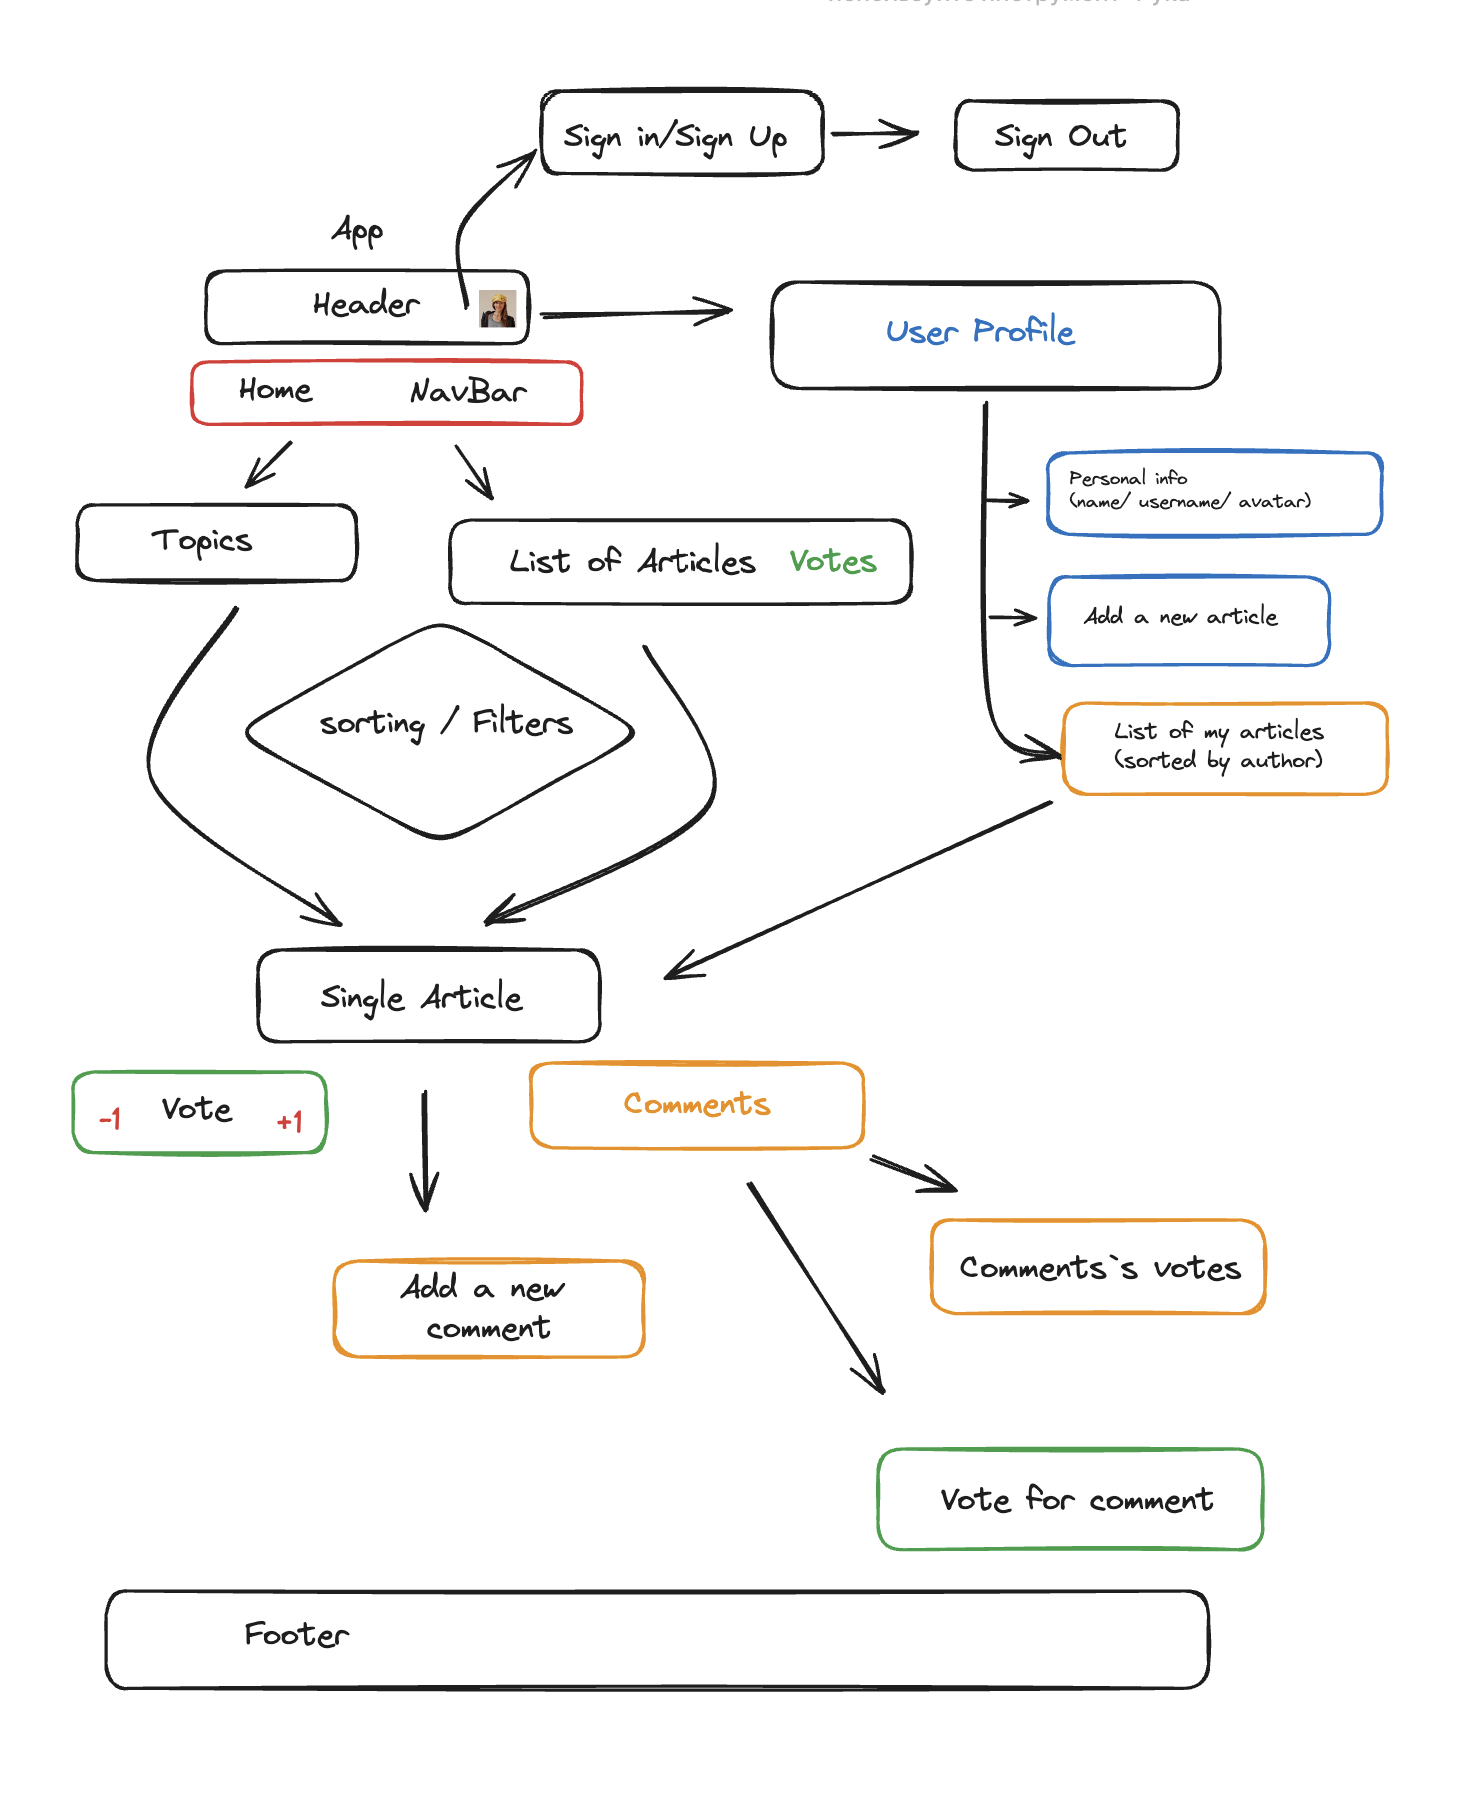 Sign in/Sign Up
Sign Out
App
Header
User Profile
Home
NavBar
Personal info
(name/ username/ avatar)
Topics
List of Articles
Votes
Add a new article
sorting / Filters
List of my articles
(sorted by author)
Single Article
-1
Vote
+1
Comments
Comments`s votes
Add a new
comment
Vote for comment
Footer